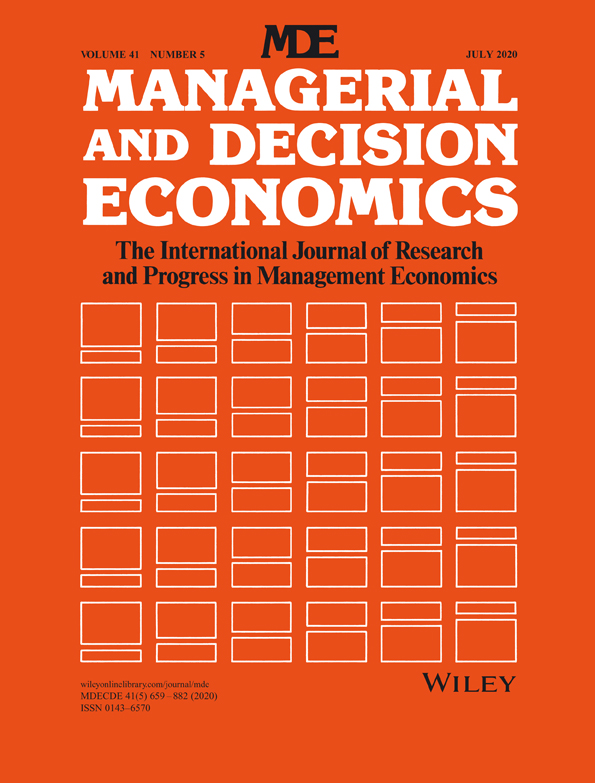 MDE
VOLUME 41 NUMBER 5 JULY 2020
MANAGERIAL
AND DECISION
ECONOMICS
The International Journal of Research
and Progress in Management Economics
wileyonlinelibrary.com/journal/mde
MDECDE 41(5) 659–882 (2020)
ISSN 0143–6570
WILEY